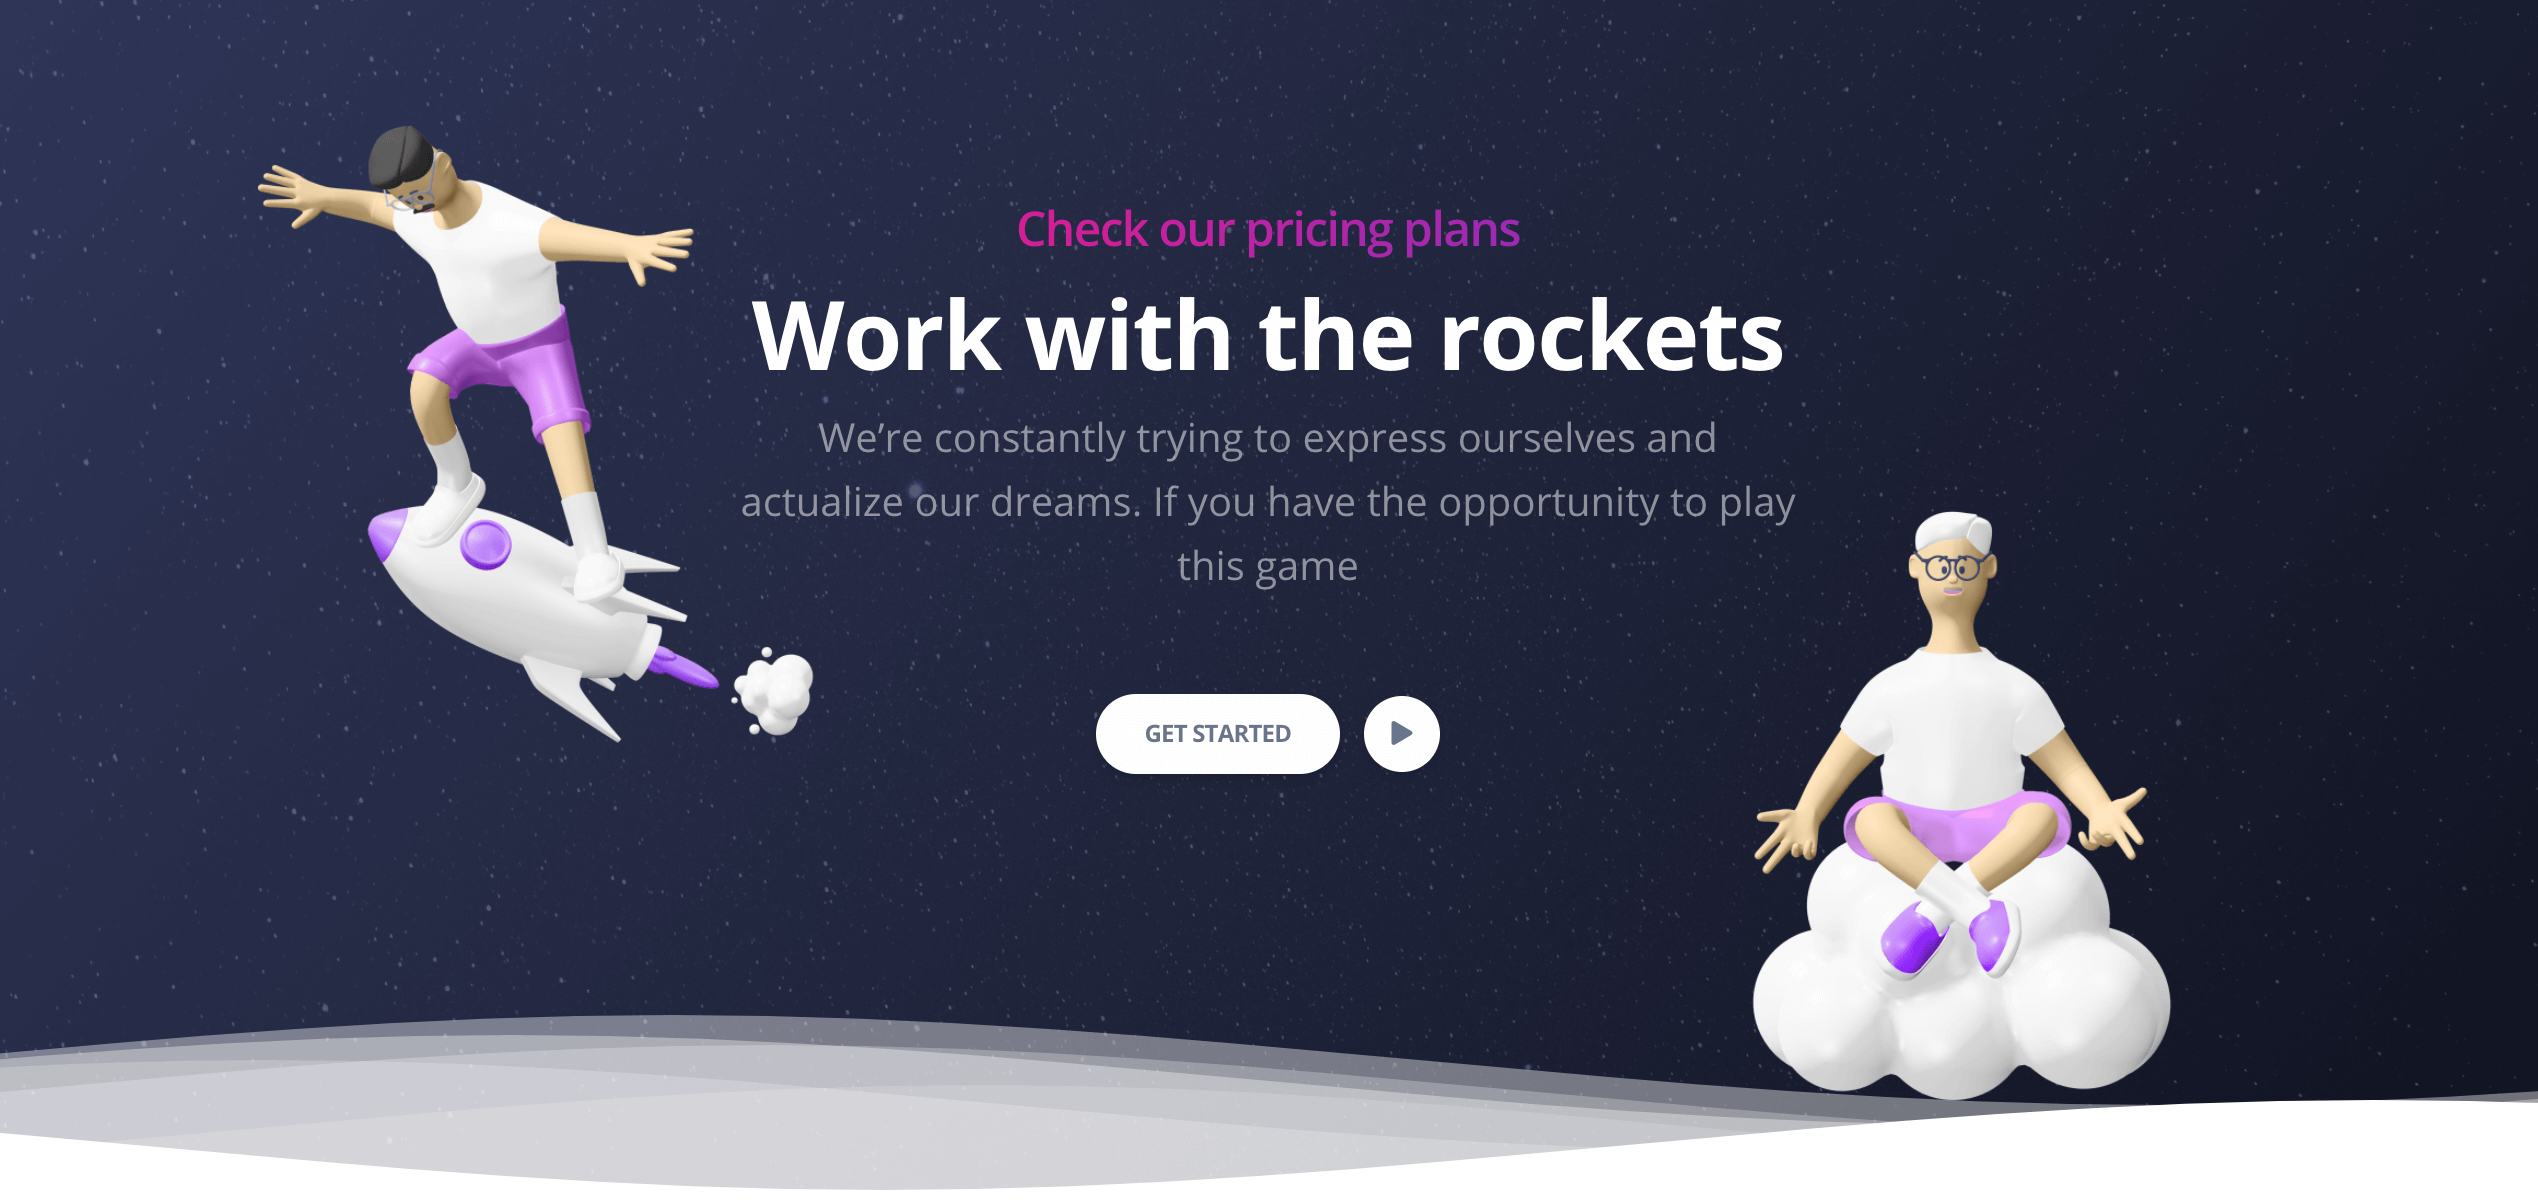 Check our pricing plans
Work with the rockets
We’re constantly trying to express ourselves and
actualize our dreams. If you have the opportunity to play
this game
GET STARTED